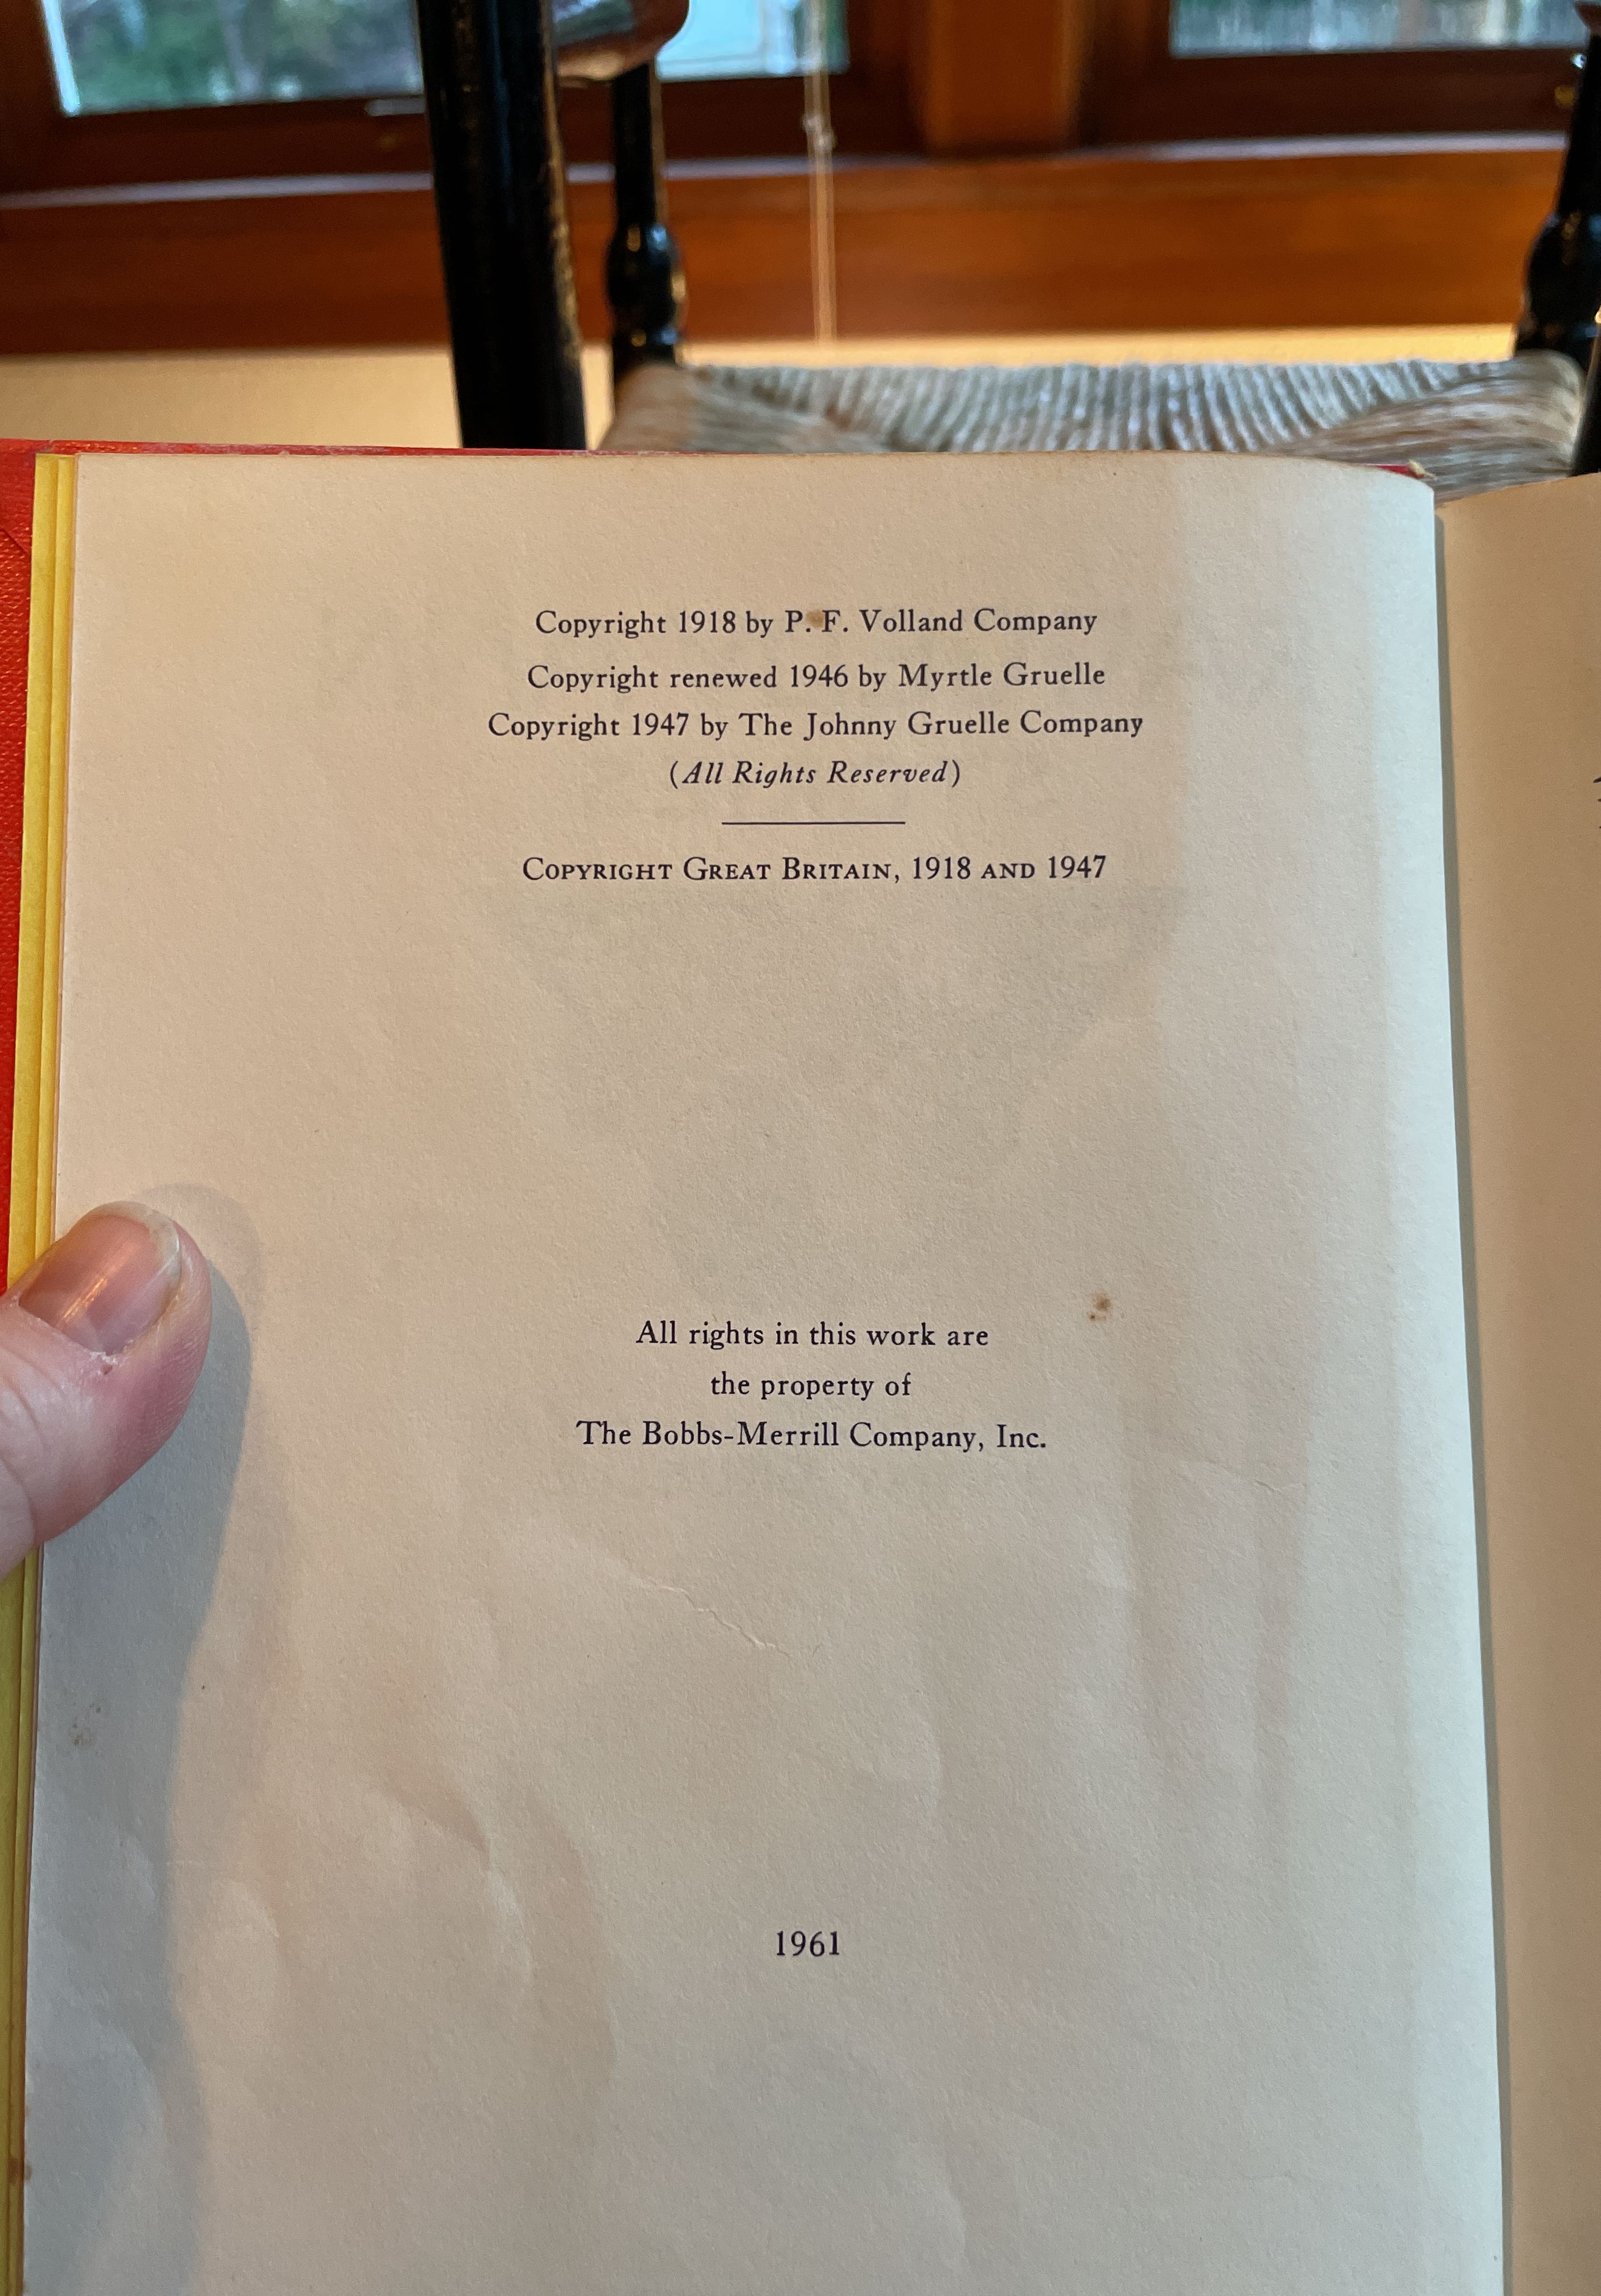 Copyright 1918 by P. F. Volland Company
Copyright renewed 1946 by Myrtle Gruelle
Copyright 1947 by The Johnny Gruelle Company
(All Rights Reserved)
COPYRIGHT GREAT BRITAIN, 1918 AND 1947
All rights in this work are
the property of
The Bobbs-Merrill Company, Inc.
1961